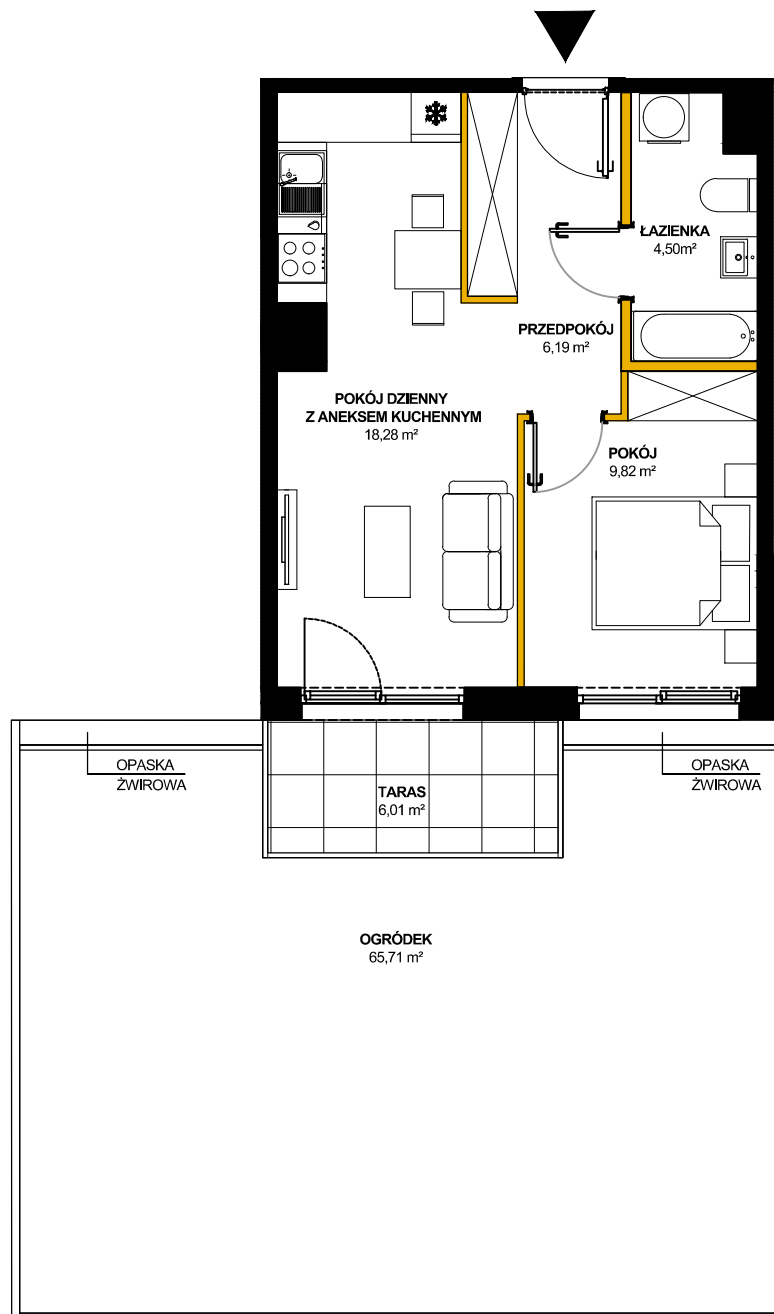 ŁAZIENKA
4,50m²
PRZEDPOKÓJ
6,19 m²
POKÓJ DZIENNY
Z ANEKSEM KUCHENNYM
18,28 m²
POKÓJ
9,82 m²
OPASKA
ŻWIROWA
TARAS
6,01 m²
OPASKA
ŻWIROWA
OGRÓDEK
65,71 m²